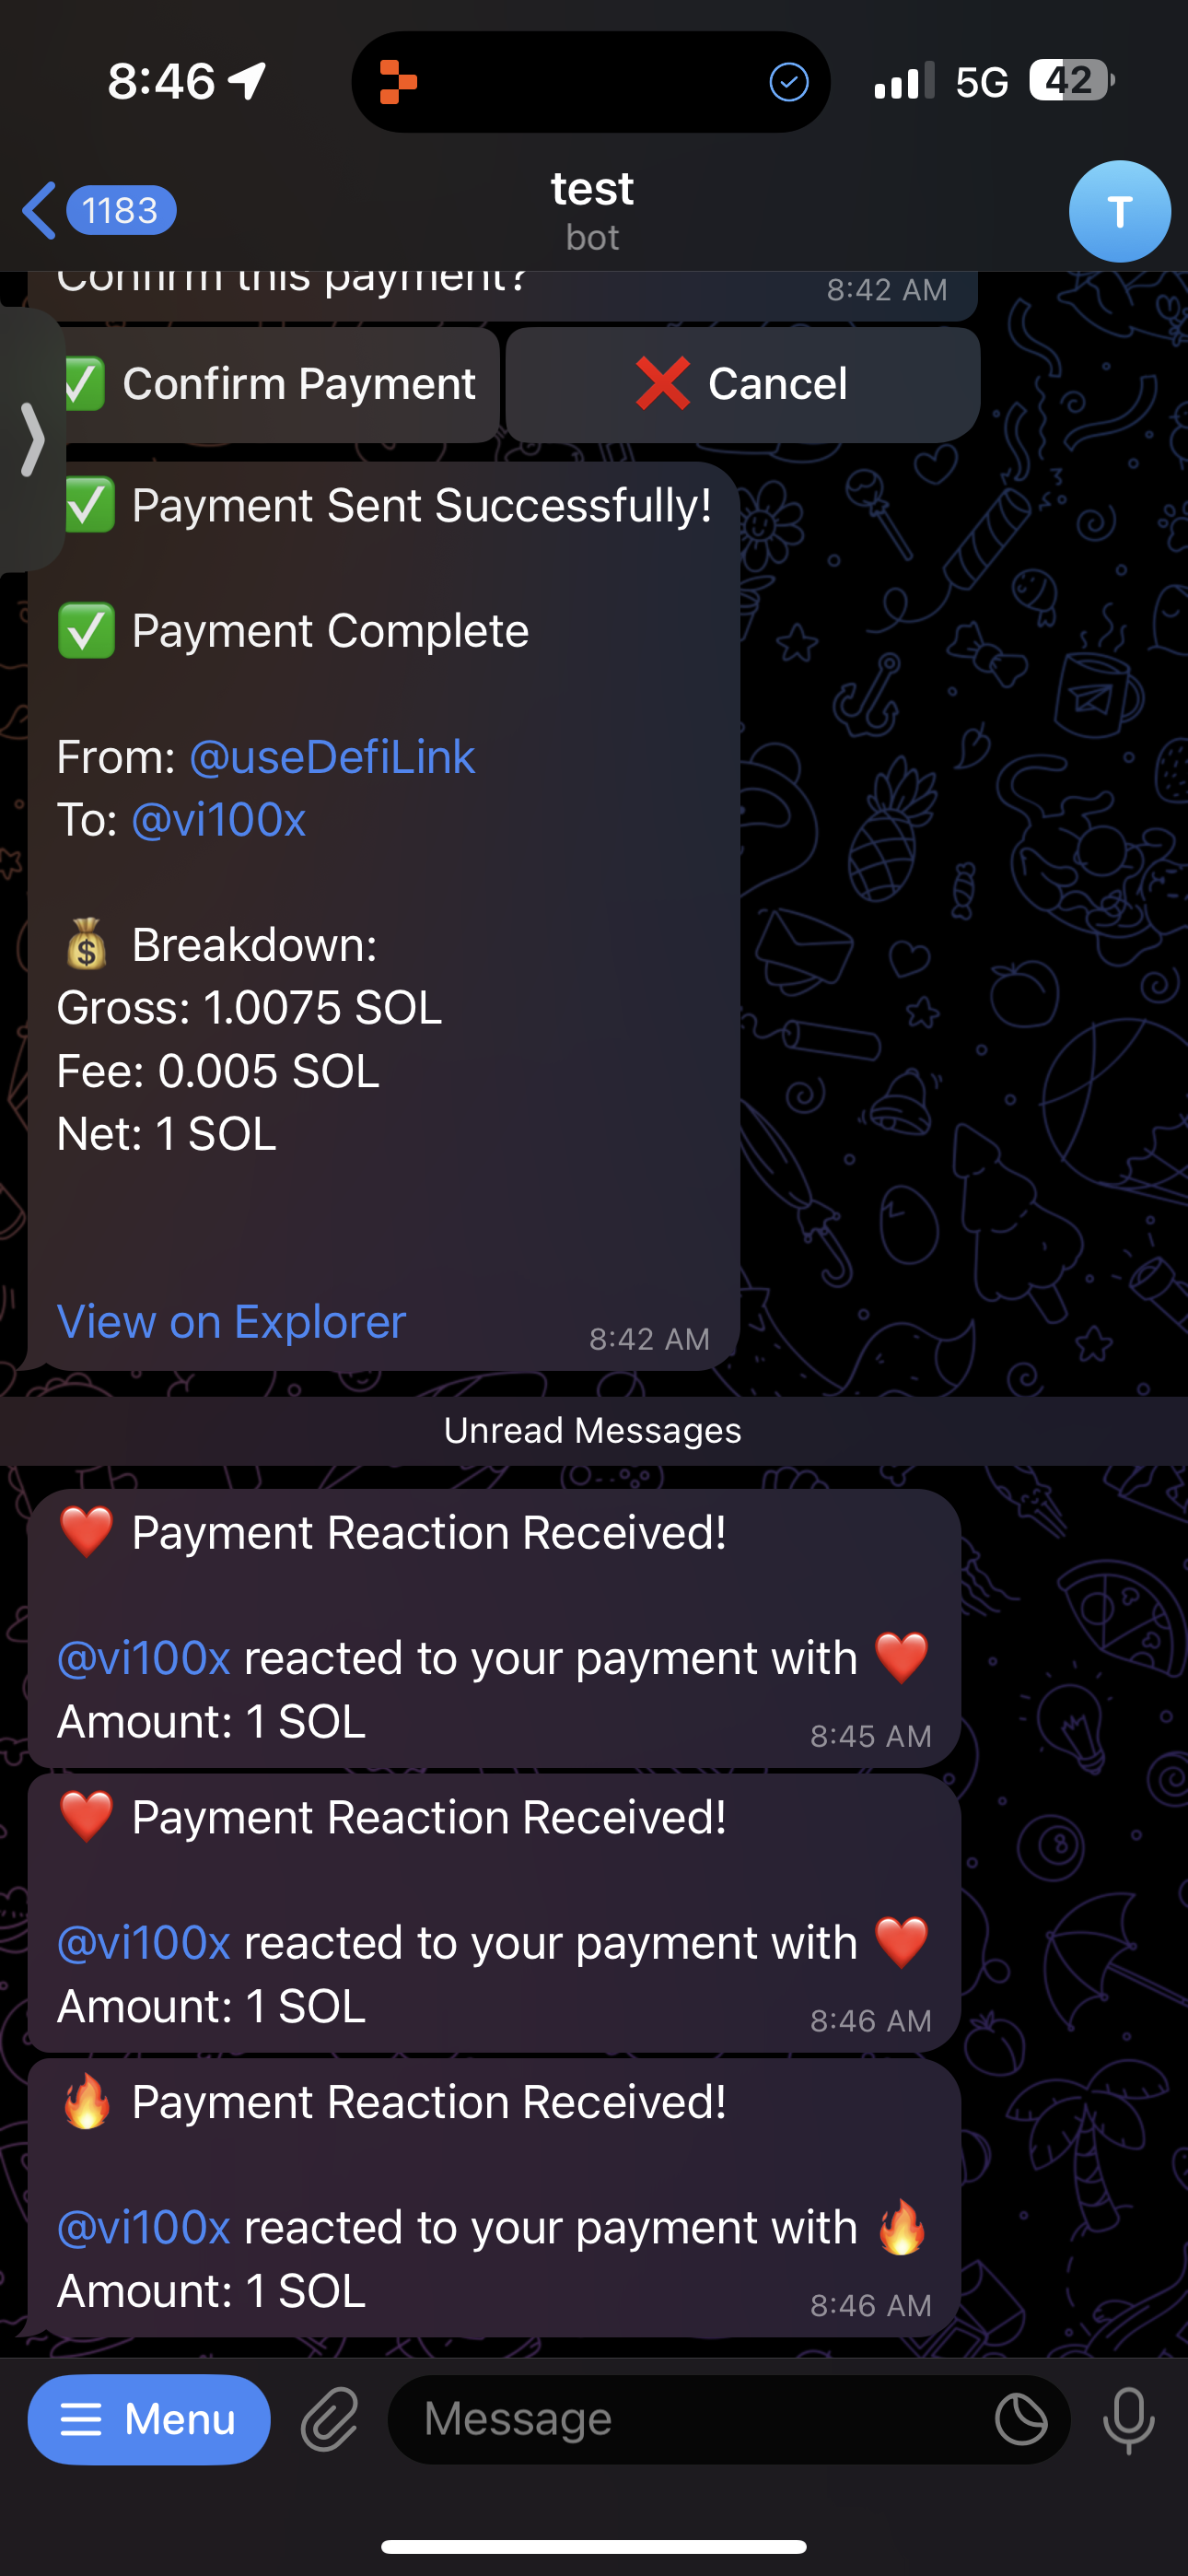 8:46
5G
42
1183
test
bot
T
Confirm this payment?
8:42 AM
✅ Confirm Payment
❌ Cancel
✅ Payment Sent Successfully!
✅ Payment Complete
From: @useDefiLink
To: @vi100x
💰 Breakdown:
Gross: 1.0075 SOL
Fee: 0.005 SOL
Net: 1 SOL
View on Explorer
8:42 AM
Unread Messages
❤️ Payment Reaction Received!
@vi100x reacted to your payment with ❤️
Amount: 1 SOL
8:45 AM
❤️ Payment Reaction Received!
@vi100x reacted to your payment with ❤️
Amount: 1 SOL
8:46 AM
🔥 Payment Reaction Received!
@vi100x reacted to your payment with 🔥
Amount: 1 SOL
8:46 AM
Menu
Message